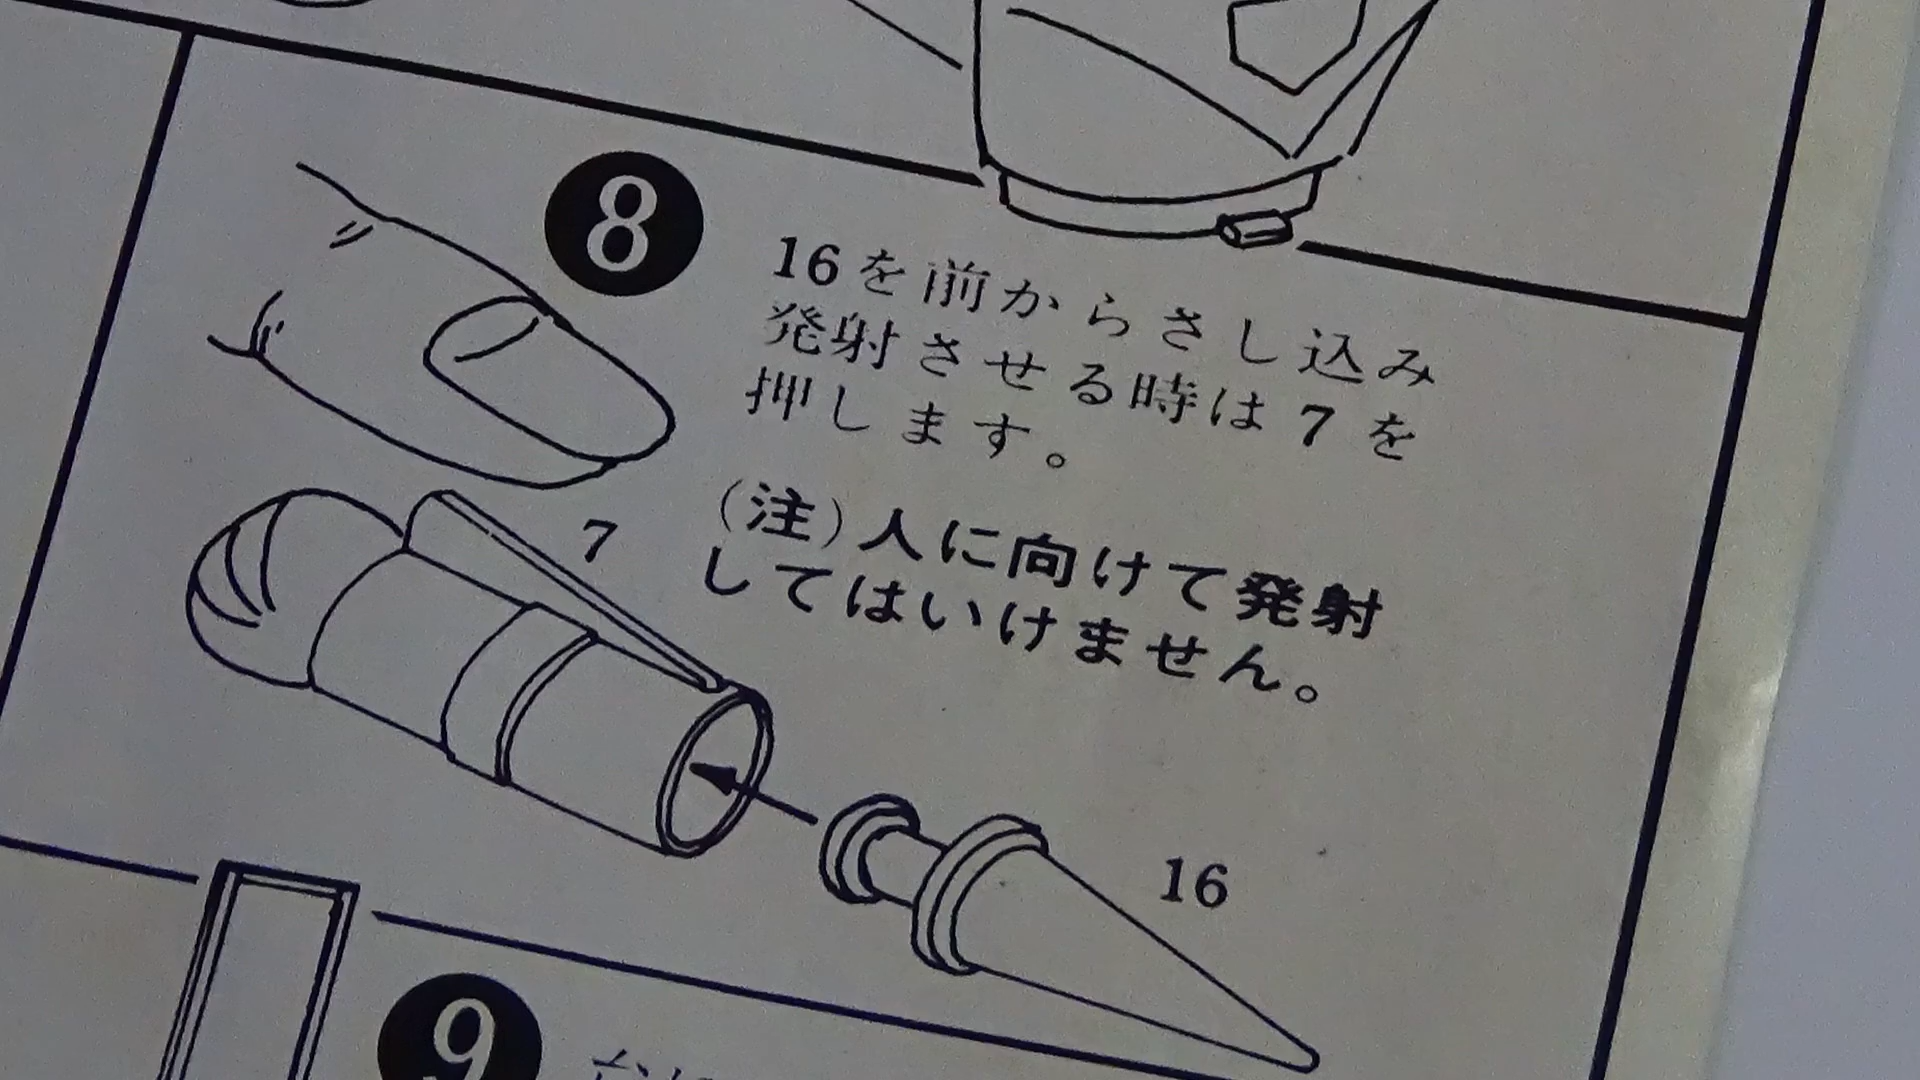 8
16を前からさし込み
発射させる時は7を
押します。
(注)人に向けて発射
してはいけません。
7
16
9